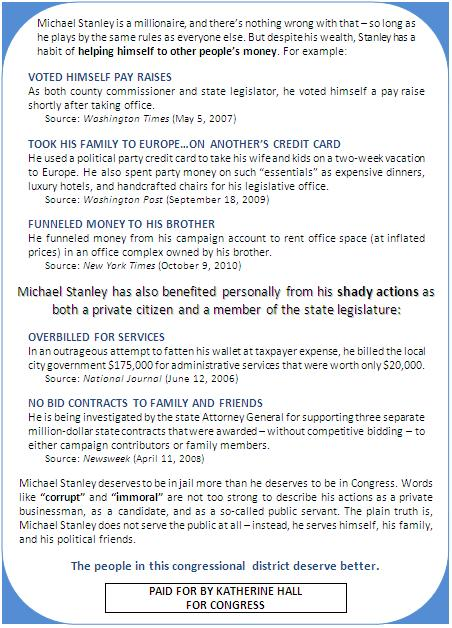 Michael Stanley is a millionaire, and there's nothing wrong with that – so long as
he plays by the same rules as everyone else. But despite his wealth, Stanley has a
habit of helping himself to other people's money. For example:
VOTED HIMSELF PAY RAISES
As both county commissioner and state legislator, he voted himself a pay raise
shortly after taking office.
Source: Washington Times (May 5, 2007)
TOOK HIS FAMILY TO EUROPE…ON ANOTHER'S CREDIT CARD
He used a political party credit card to take his wife and kids on a two-week vacation
to Europe. He also spent party money on such "essentials" as expensive dinners,
luxury hotels, and handcrafted chairs for his legislative office.
Source: Washington Post (September 18, 2009)
FUNNELED MONEY TO HIS BROTHER
He funneled money from his campaign account to rent office space (at inflated
prices) in an office complex owned by his brother.
Source: New York Times (October 9, 2010)
Michael Stanley has also benefited personally from his shady actions as
both a private citizen and a member of the state legislature:
OVERBILLED FOR SERVICES
In an outrageous attempt to fatten his wallet at taxpayer expense, he billed the local
city government $175,000 for administrative services that were worth only $20,000.
Source: National Journal (June 12, 2006)
NO BID CONTRACTS TO FAMILY AND FRIENDS
He is being investigated by the state Attorney General for supporting three separate
million-dollar state contracts that were awarded – without competitive bidding – to
either campaign contributors or family members.
Source: Newsweek (April 11, 2008)
Michael Stanley deserves to be in jail more than he deserves to be in Congress. Words
like "corrupt" and "immoral" are not too strong to describe his actions as a private
businessman, as a candidate, and as a so-called public servant. The plain truth is,
Michael Stanley does not serve the public at all – instead, he serves himself, his family,
and his political friends.
The people in this congressional district deserve better.
PAID FOR BY KATHERINE HALL
FOR CONGRESS